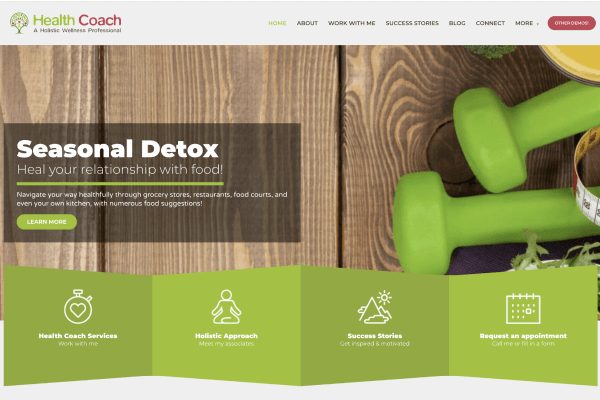 Health Coach
A Holistic Wellness Professional
HOME ABOUT WORK WITH ME SUCCESS STORIES BLOG CONNECT MORE
OTHER DEMOS!
Seasonal Detox
Heal your relationship with food!
Navigate your way healthfully through grocery stores, restaurants, food courts, and
even your own kitchen, with numerous food suggestions!
LEARN MORE
Health Coach Services
Work with me
Holistic Approach
Meet my associates
Success Stories
Get inspired & motivated
Request an appointment
Call me or fill in a form